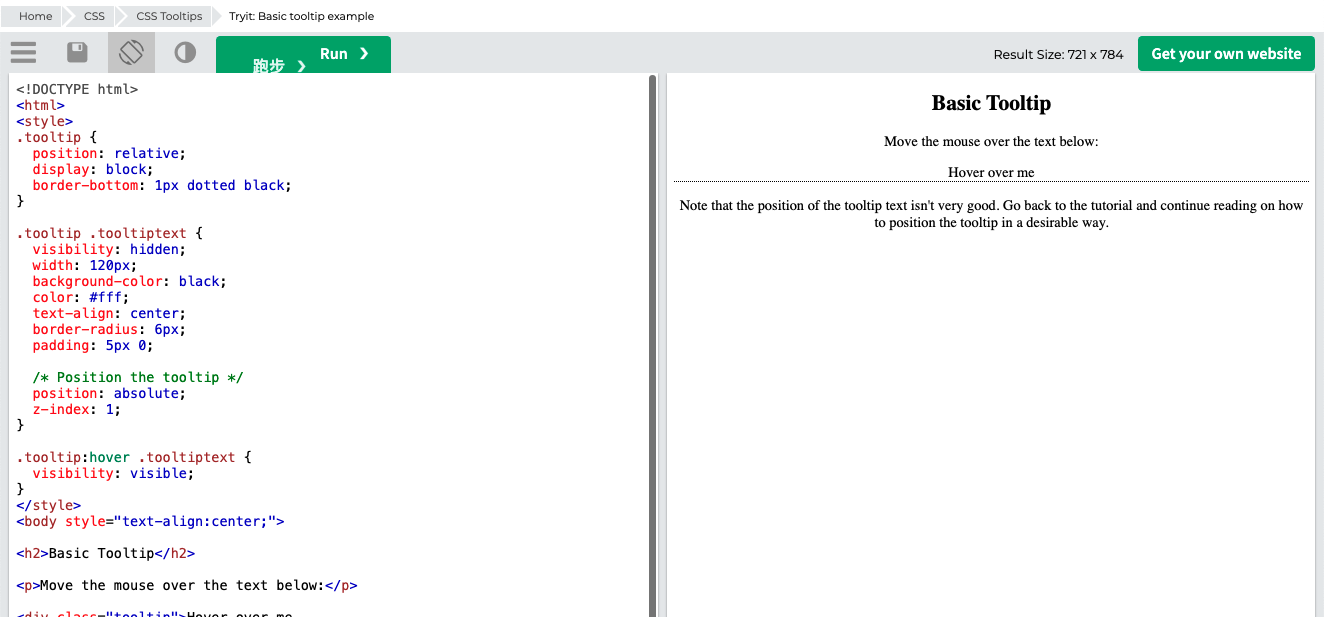 Home CSS CSS Tooltips Tryit: Basic tooltip example
Run ❯
跑步 ❯
Result Size: 721 x 784
Get your own website
<!DOCTYPE html>
<html>
<style>
.tooltip {
  position: relative;
  display: block;
  border-bottom: 1px dotted black;
}

.tooltip .tooltiptext {
  visibility: hidden;
  width: 120px;
  background-color: black;
  color: #fff;
  text-align: center;
  border-radius: 6px;
  padding: 5px 0;

  /* Position the tooltip */
  position: absolute;
  z-index: 1;
}

.tooltip:hover .tooltiptext {
  visibility: visible;
}
</style>
<body style="text-align:center;">

<h2>Basic Tooltip</h2>

<p>Move the mouse over the text below:</p>

<div class="tooltip">Hover over me
Basic Tooltip
Move the mouse over the text below:
Hover over me
Note that the position of the tooltip text isn't very good. Go back to the tutorial and continue reading on how
to position the tooltip in a desirable way.